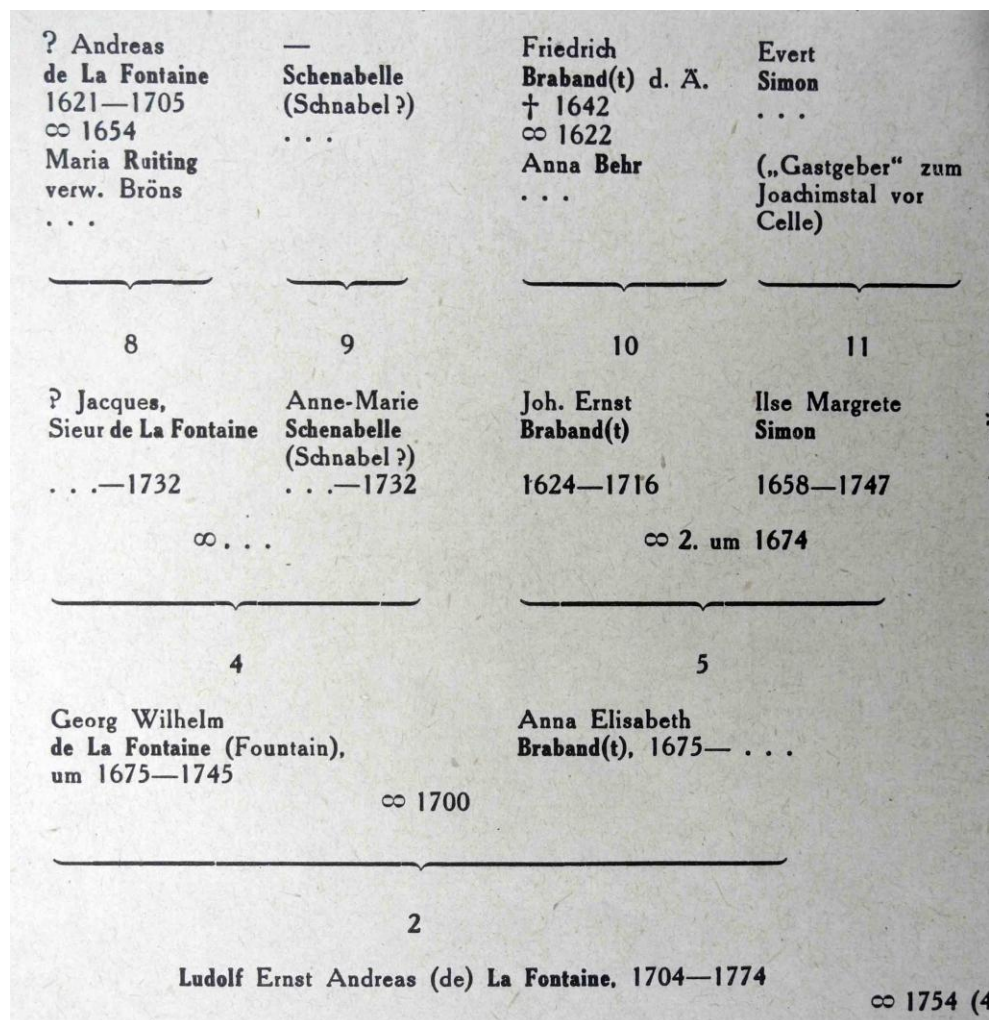 ? Andreas
de La Fontaine
1621—1705
∞ 1654
Maria Ruiting
verw. Bröns
. . .
—
Schenabelle
(Schnabel ?)
. . .
Friedrich
Braband(t) d. Ä.
† 1642
∞ 1622
Anna Behr
. . .
Evert
Simon
. . .
(„Gastgeber“ zum
Joachimstal vor
Celle)
8
9
10
11
? Jacques,
Sieur de La Fontaine
. . .—1732
Anne-Marie
Schenabelle
(Schnabel ?)
. . .—1732
∞ . . .
Joh. Ernst
Braband(t)
1624—1716
Ilse Margrete
Simon
1658—1747
∞ 2. um 1674
4
5
Georg Wilhelm
de La Fontaine (Fountain),
um 1675—1745
Anna Elisabeth
Braband(t), 1675— . . .
∞ 1700
2
Ludolf Ernst Andreas (de) La Fontaine, 1704—1774
∞ 1754 (4